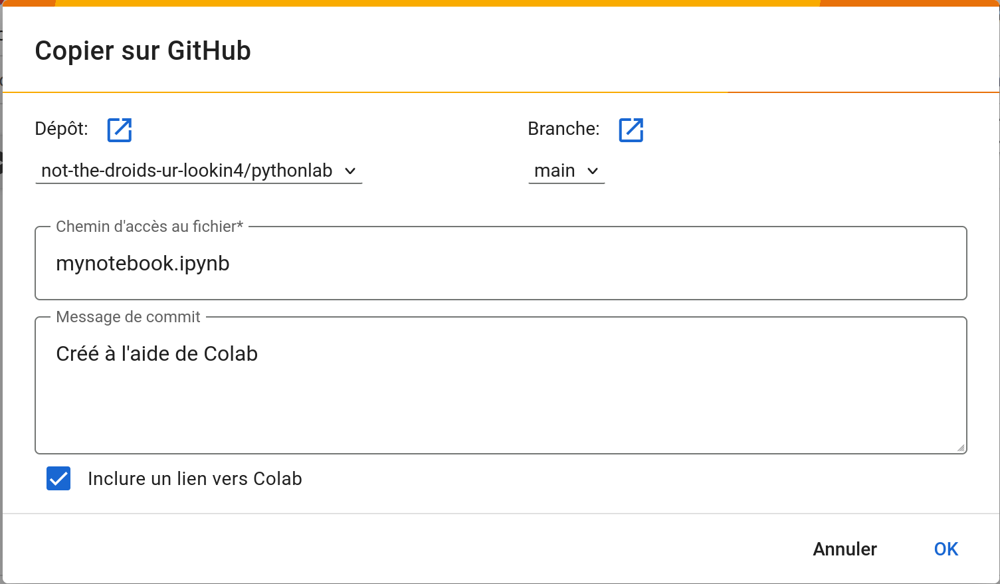 Copier sur GitHub
Dépôt:
Branche:
not-the-droids-ur-lookin4/pythonlab
main
Chemin d'accès au fichier*
mynotebook.ipynb
Message de commit
Créé à l'aide de Colab
Inclure un lien vers Colab
Annuler
OK